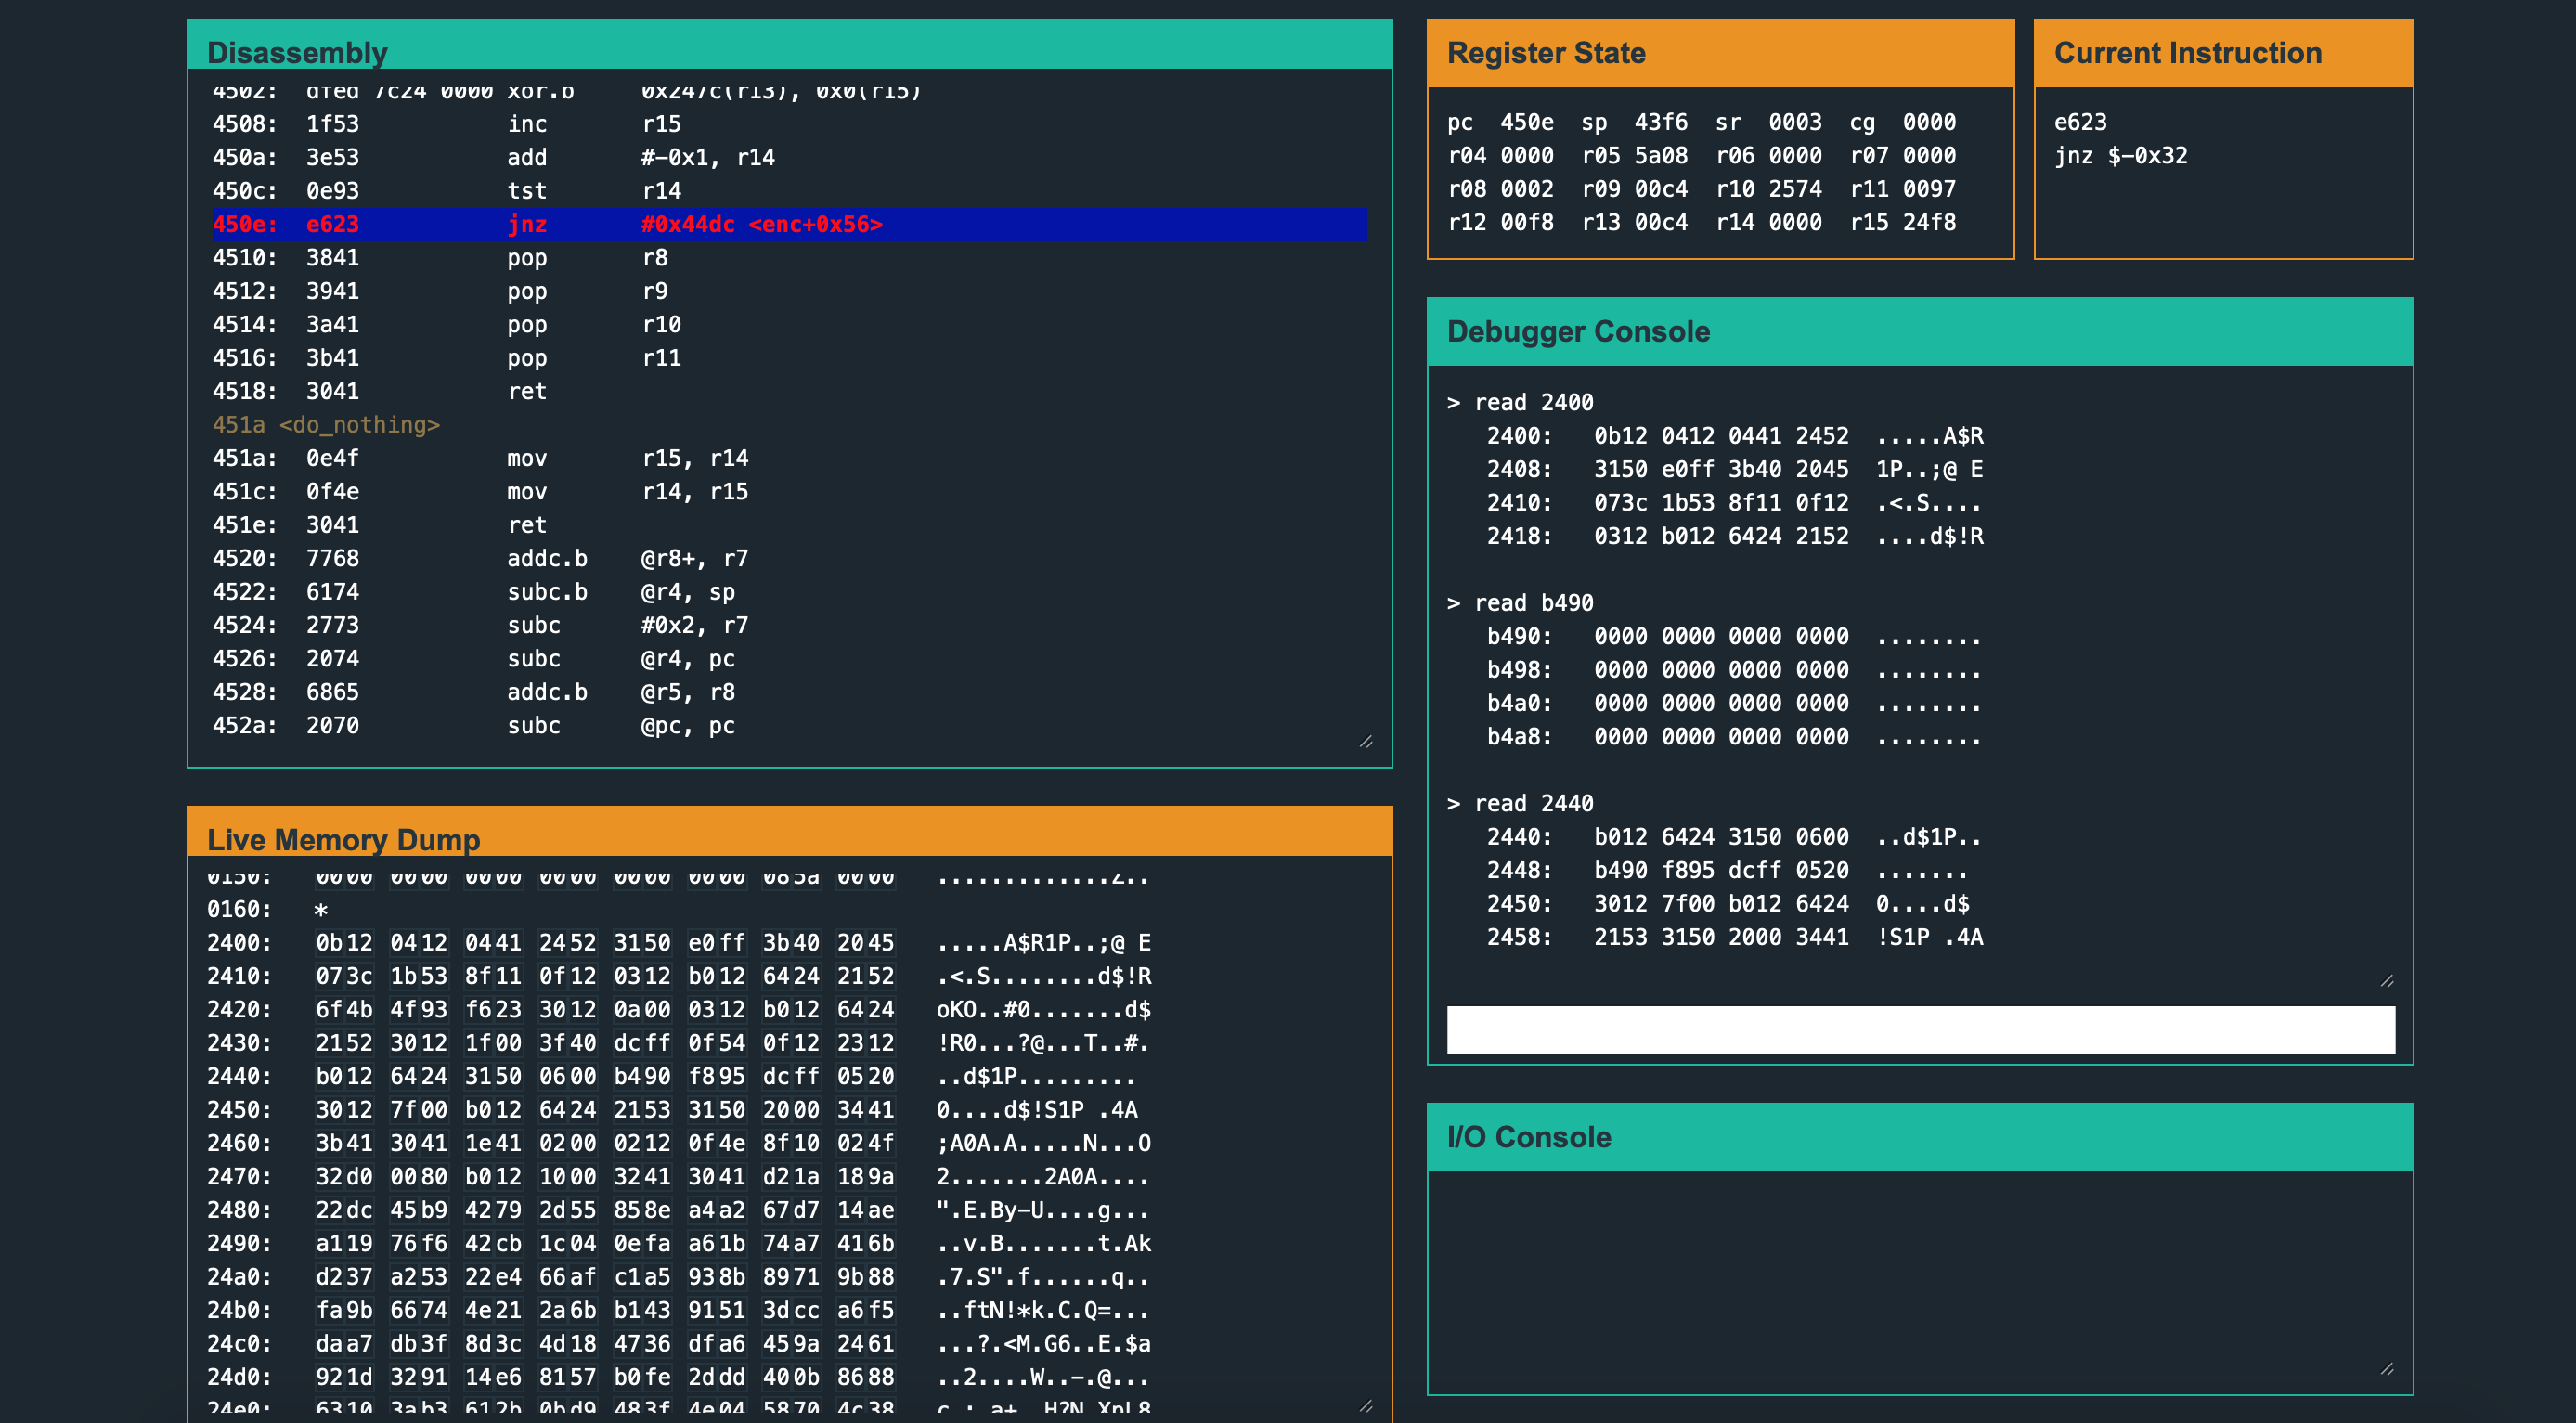 Disassembly
4502: dfed 7c24 0000 xor.b 0x247c(r13), 0x0(r15)
4508: 1f53 inc r15
450a: 3e53 add #-0x1, r14
450c: 0e93 tst r14
450e: e623 jnz #0x44dc <enc+0x56>
4510: 3841 pop r8
4512: 3941 pop r9
4514: 3a41 pop r10
4516: 3b41 pop r11
4518: 3041 ret
451a <do_nothing>
451a: 0e4f mov r15, r14
451c: 0f4e mov r14, r15
451e: 3041 ret
4520: 7768 addc.b @r8+, r7
4522: 6174 subc.b @r4, sp
4524: 2773 subc #0x2, r7
4526: 2074 subc @r4, pc
4528: 6865 addc.b @r5, r8
452a: 2070 subc @pc, pc
Live Memory Dump
0150: 0000 0000 0000 0000 0000 0000 085a 0000 .............Z..
0160: *
2400: 0b12 0412 0441 2452 3150 e0ff 3b40 2045 .....A$R1P..;@ E
2410: 073c 1b53 8f11 0f12 0312 b012 6424 2152 .<.S........d$!R
2420: 6f4b 4f93 f623 3012 0a00 0312 b012 6424 oKO..#0.......d$
2430: 2152 3012 1f00 3f40 dcff 0f54 0f12 2312 !R0...?@...T..#.
2440: b012 6424 3150 0600 b490 f895 dcff 0520 ..d$1P.........
2450: 3012 7f00 b012 6424 2153 3150 2000 3441 0....d$!S1P .4A
2460: 3b41 3041 1e41 0200 0212 0f4e 8f10 024f ;A0A.A.....N...O
2470: 32d0 0080 b012 1000 3241 3041 d21a 189a 2.......2A0A....
2480: 22dc 45b9 4279 2d55 858e a4a2 67d7 14ae ".E.By-U....g...
2490: a119 76f6 42cb 1c04 0efa a61b 74a7 416b ..v.B.......t.Ak
24a0: d237 a253 22e4 66af c1a5 938b 8971 9b88 .7.S".f......q..
24b0: fa9b 6674 4e21 2a6b b143 9151 3dcc a6f5 ..ftN!*k.C.Q=...
24c0: daa7 db3f 8d3c 4d18 4736 dfa6 459a 2461 ...?.<M.G6..E.$a
24d0: 921d 3291 14e6 8157 b0fe 2ddd 400b 8688 ..2....W..-.@...
24e0: 6310 3ab3 612b 0bd9 483f 4e04 5870 4c38 c.:.a+..H?N.XpL8
Register State
pc 450e sp 43f6 sr 0003 cg 0000
r04 0000 r05 5a08 r06 0000 r07 0000
r08 0002 r09 00c4 r10 2574 r11 0097
r12 00f8 r13 00c4 r14 0000 r15 24f8
Current Instruction
e623
jnz $-0x32
Debugger Console
> read 2400
2400: 0b12 0412 0441 2452 .....A$R
2408: 3150 e0ff 3b40 2045 1P..;@ E
2410: 073c 1b53 8f11 0f12 .<.S....
2418: 0312 b012 6424 2152 ....d$!R
> read b490
b490: 0000 0000 0000 0000 ........
b498: 0000 0000 0000 0000 ........
b4a0: 0000 0000 0000 0000 ........
b4a8: 0000 0000 0000 0000 ........
> read 2440
2440: b012 6424 3150 0600 ..d$1P..
2448: b490 f895 dcff 0520 .......
2450: 3012 7f00 b012 6424 0....d$
2458: 2153 3150 2000 3441 !S1P .4A
I/O Console